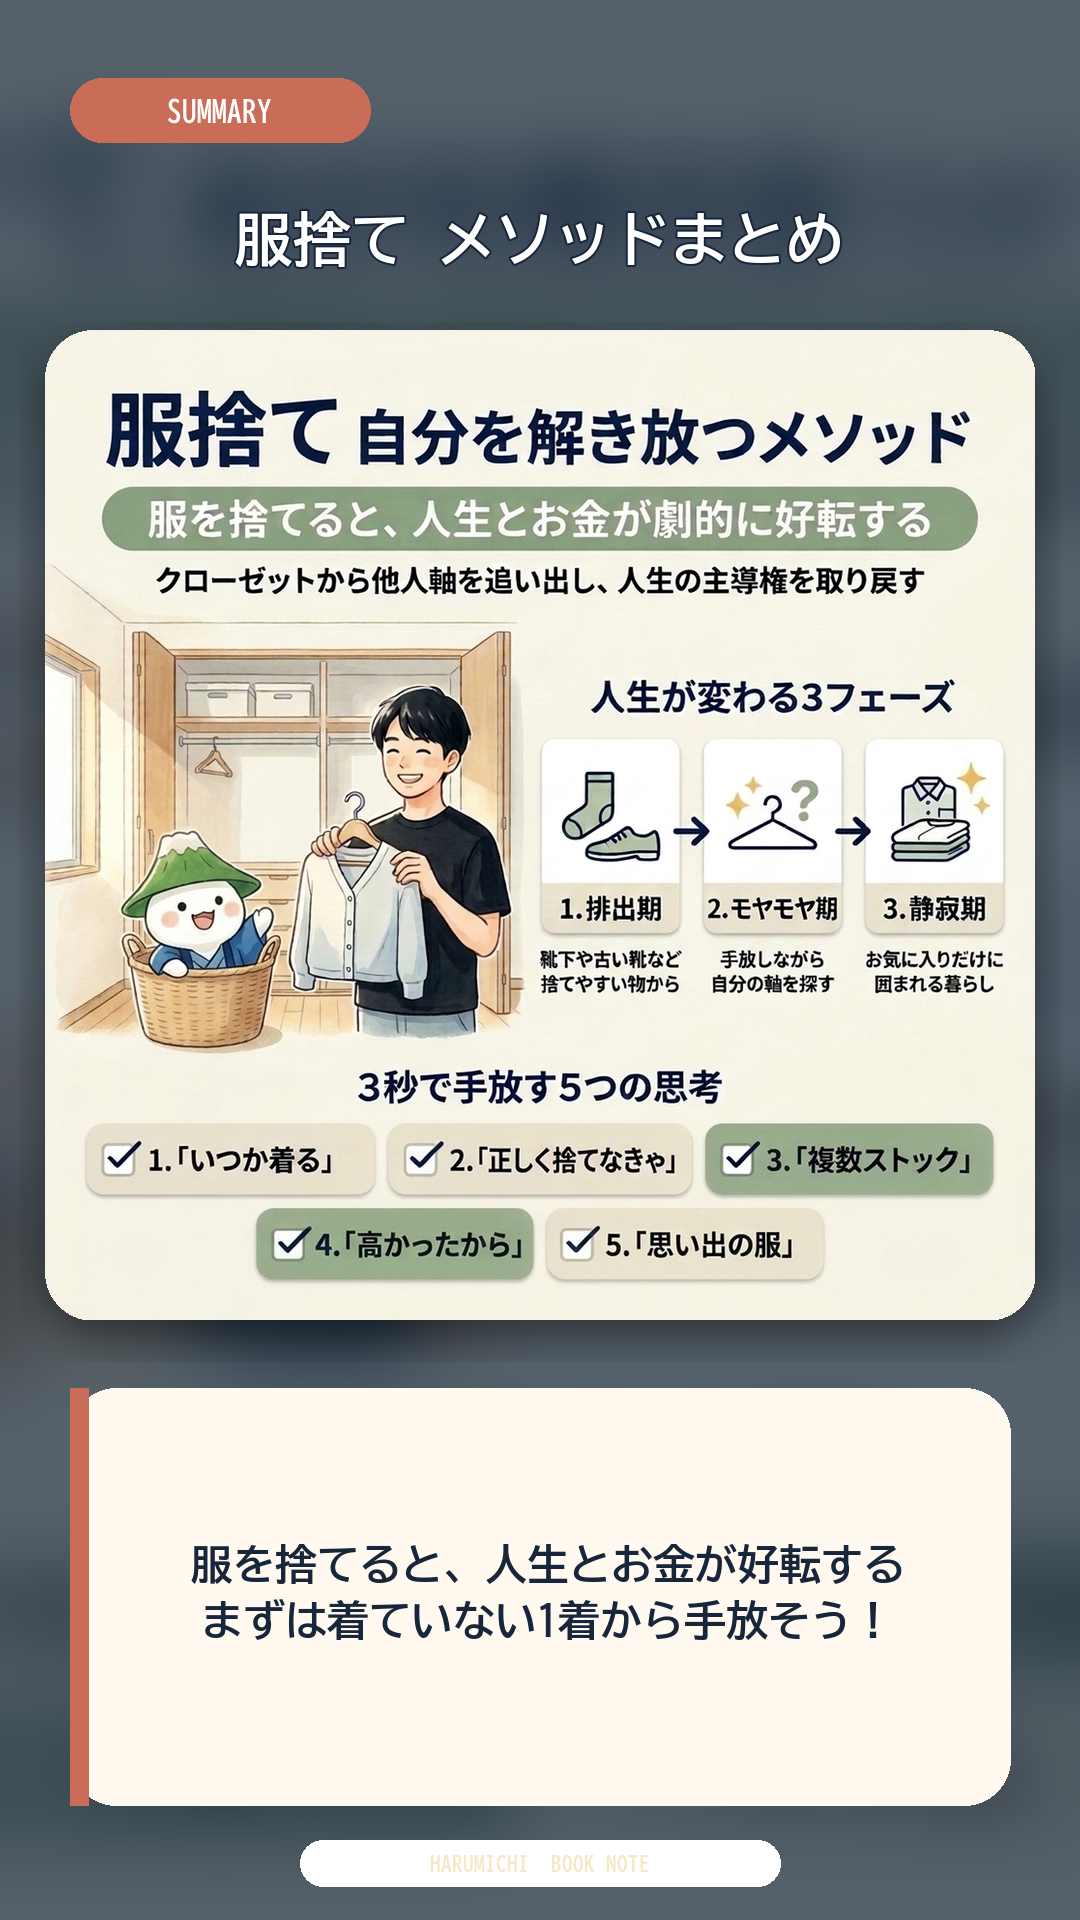 SUMMARY
服捨て メソッドまとめ
服捨て 自分を解き放つメソッド
服を捨てると、人生とお金が劇的に好転する
クローゼットから他人軸を追い出し、人生の主導権を取り戻す
人生が変わる3フェーズ
?
1.排出期
靴下や古い靴など
捨てやすい物から
2.モヤモヤ期
手放しながら
自分の軸を探す
3.静寂期
お気に入りだけに
囲まれる暮らし
3秒で手放す5つの思考
1.「いつか着る」
2.「正しく捨てなきゃ」
3.「複数ストック」
4.「高かったから」
5.「思い出の服」
服を捨てると、人生とお金が好転する
まずは着ていない1着から手放そう！
HARUMICHI BOOK NOTE